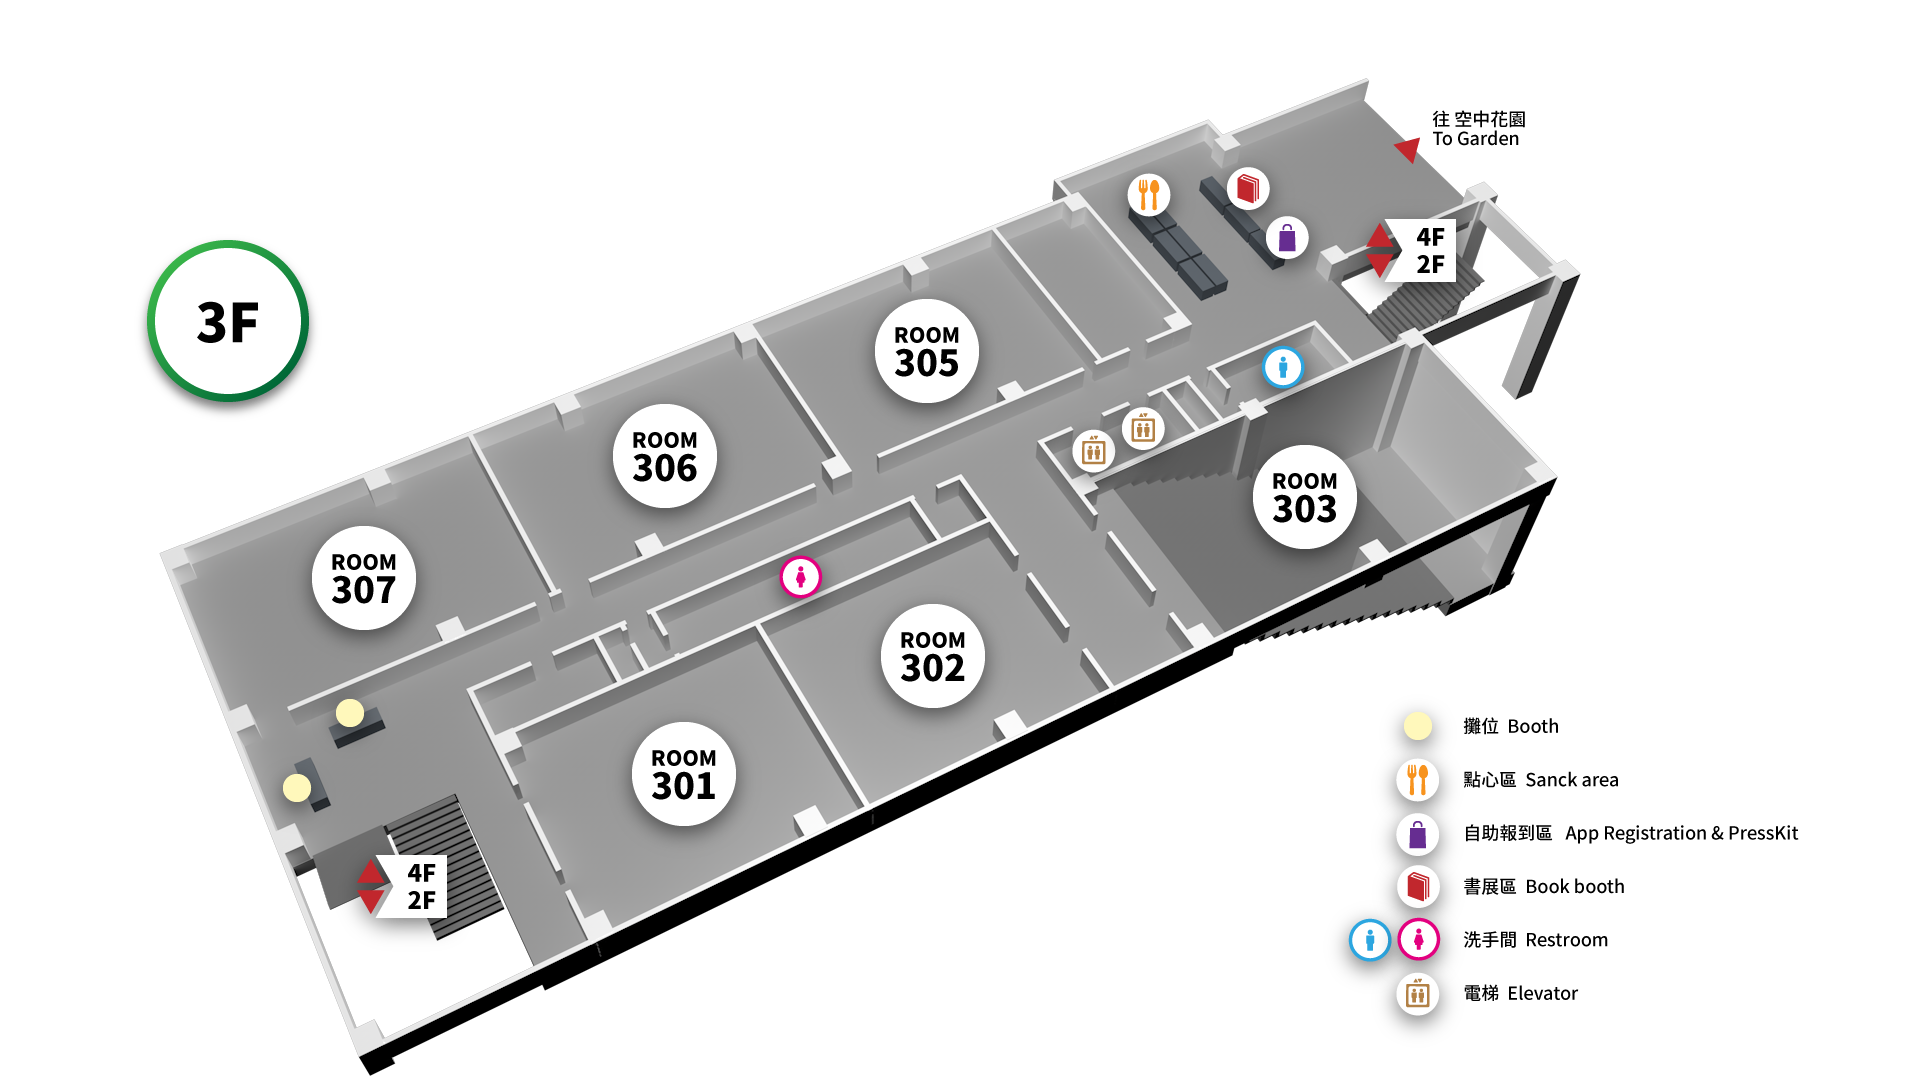 往 空中花園
To Garden
4F
2F
3F
ROOM
305
ROOM
306
ROOM
303
ROOM
307
ROOM
302
ROOM
301
4F
2F
攤位 Booth
點心區 Sanck area
自助報到區 App Registration & PressKit
書展區 Book booth
洗手間 Restroom
電梯 Elevator